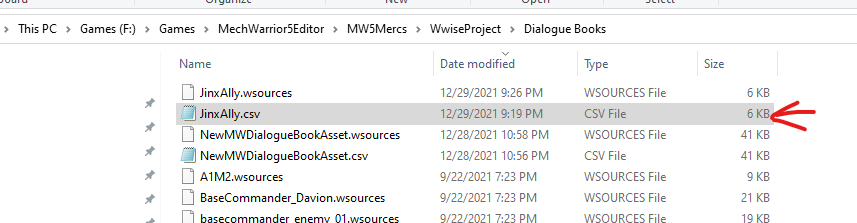 Organize New Open
This PC > Games (F:) > Games > MechWarrior5Editor > MW5Mercs > WwiseProject > Dialogue Books
Name Date modified Type Size
JinxAlly.wsources 12/29/2021 9:26 PM WSOURCES File 6 KB
JinxAlly.csv 12/29/2021 9:19 PM CSV File 6 KB
NewMWDialogueBookAsset.wsources 12/28/2021 10:58 PM WSOURCES File 41 KB
NewMWDialogueBookAsset.csv 12/28/2021 10:56 PM CSV File 41 KB
A1M2.wsources 9/22/2021 7:23 PM WSOURCES File 9 KB
BaseCommander_Davion.wsources 9/22/2021 7:23 PM WSOURCES File 21 KB
basecommander_enemy_01.wsources 9/22/2021 7:23 PM WSOURCES File 19 KB